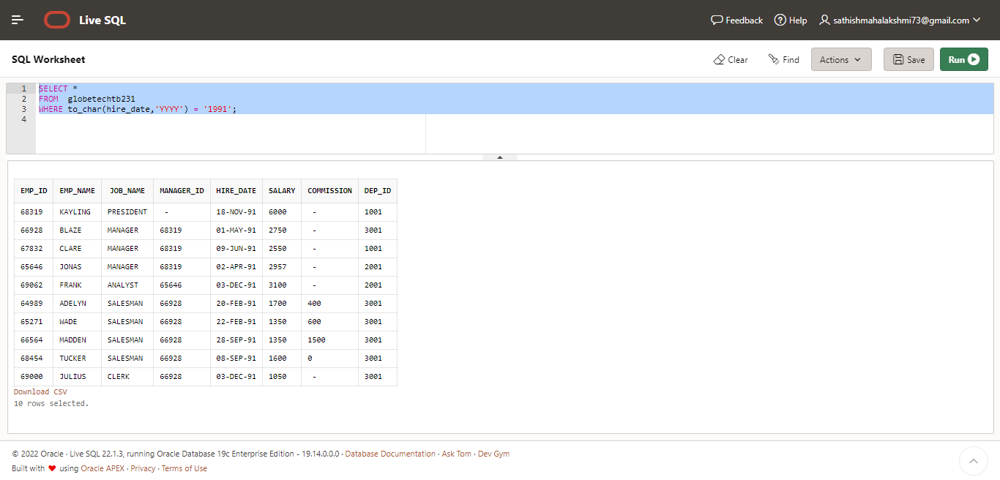 Live SQL
Feedback
Help
sathishmahalakshmi73@gmail.com
SQL Worksheet
Clear
Find
Actions
Save
Run
1 SELECT *
2 FROM globetechtb231
3 WHERE to_char(hire_date,'YYYY') = '1991';
4
EMP_ID EMP_NAME JOB_NAME MANAGER_ID HIRE_DATE SALARY COMMISSION DEP_ID
68319 KAYLING PRESIDENT - 18-NOV-91 6000 - 1001
66928 BLAZE MANAGER 68319 01-MAY-91 2750 - 3001
67832 CLARE MANAGER 68319 09-JUN-91 2550 - 1001
65646 JONAS MANAGER 68319 02-APR-91 2957 - 2001
69062 FRANK ANALYST 65646 03-DEC-91 3100 - 2001
64989 ADELYN SALESMAN 66928 20-FEB-91 1700 400 3001
65271 WADE SALESMAN 66928 22-FEB-91 1350 600 3001
66564 MADDEN SALESMAN 66928 28-SEP-91 1350 1500 3001
68454 TUCKER SALESMAN 66928 08-SEP-91 1600 0 3001
69000 JULIUS CLERK 66928 03-DEC-91 1050 - 3001
Download CSV
10 rows selected.
© 2022 Oracle · Live SQL 22.1.3, running Oracle Database 19c Enterprise Edition - 19.14.0.0.0 · Database Documentation · Ask Tom · Dev Gym
Built with ♥ using Oracle APEX · Privacy · Terms of Use